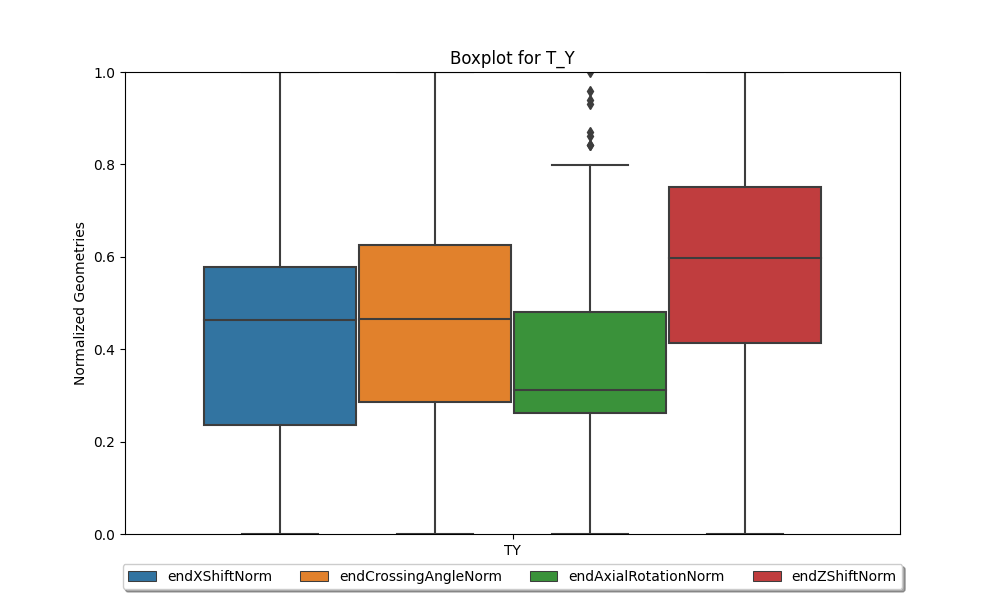 Boxplot for T_Y
Normalized Geometries
1.0
0.8
0.6
0.4
0.2
0.0
TY
endXShiftNorm endCrossingAngleNorm endAxialRotationNorm endZShiftNorm